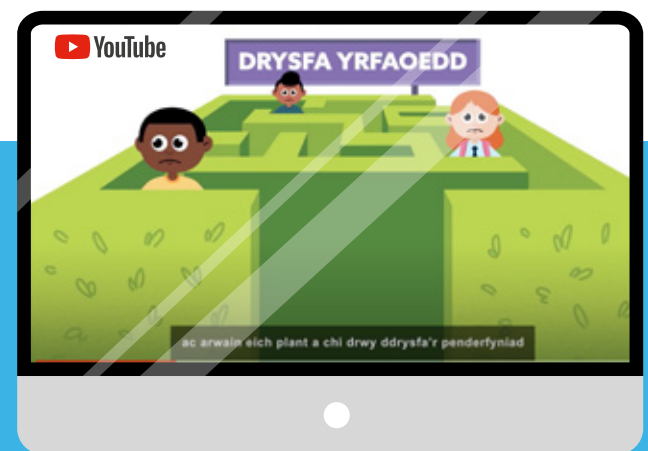 YouTube
DRYSFA YRFAOEDD
ac arwain eich plant a chi drwy ddrysfa'r penderfyniad